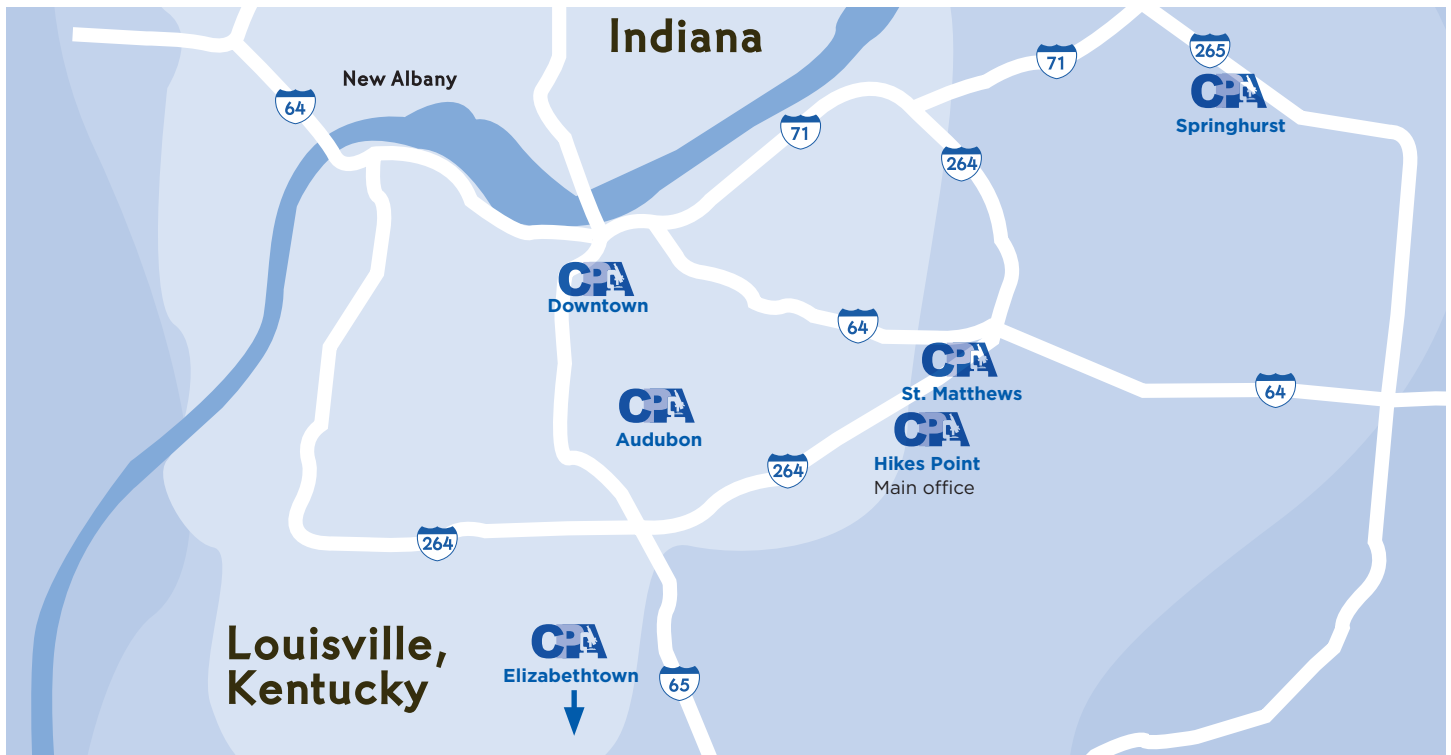 Indiana
265
71
New Albany
CPA
64
Springhurst
71
264
CPA
Downtown
64
CPA
St. Matthews
64
CPA
Audubon
CPA
Hikes Point
Main office
264
264
Louisville,
Kentucky
CPA
Elizabethtown
65